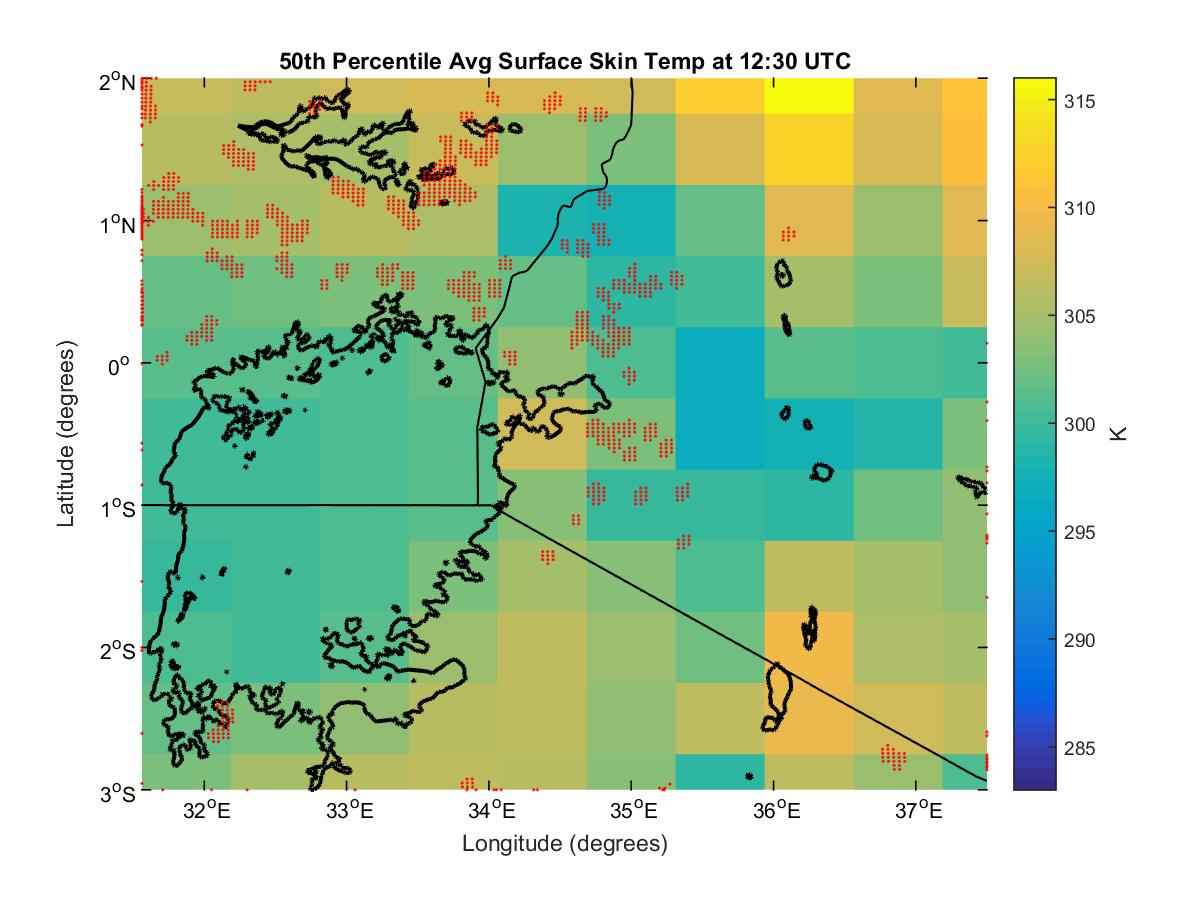 50th Percentile Avg Surface Skin Temp at 12:30 UTC
2°N
1°N
0°
1°S
2°S
3°S
Latitude (degrees)
32°E 33°E 34°E 35°E 36°E 37°E
Longitude (degrees)
315
310
305
300
295
290
285
K